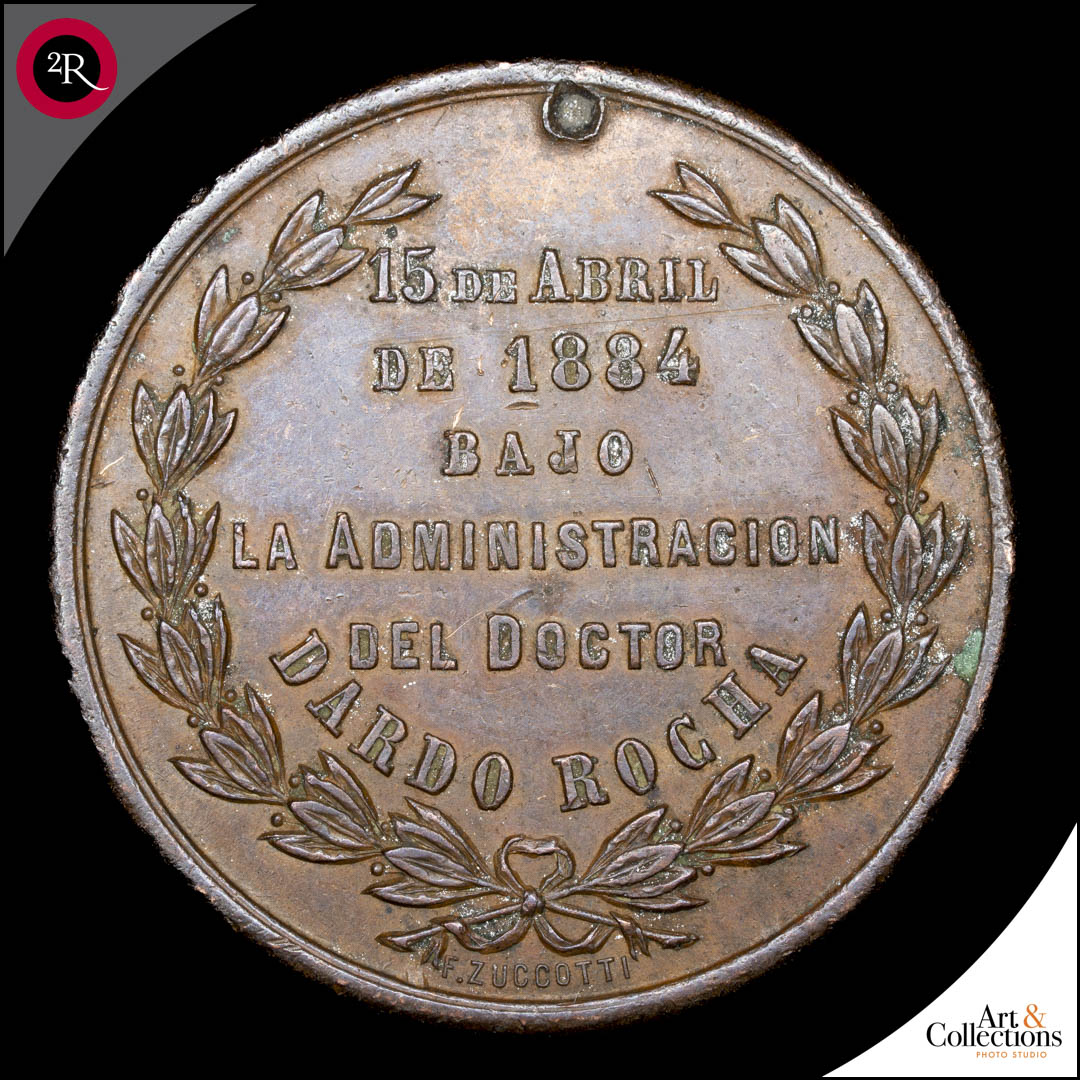 2R
15 DE ABRIL
DE 1884
BAJO
LA ADMINISTRACION
DEL DOCTOR
DARDO ROCHA
F. ZUCCOTTI
Art &
Collections
PHOTO STUDIO